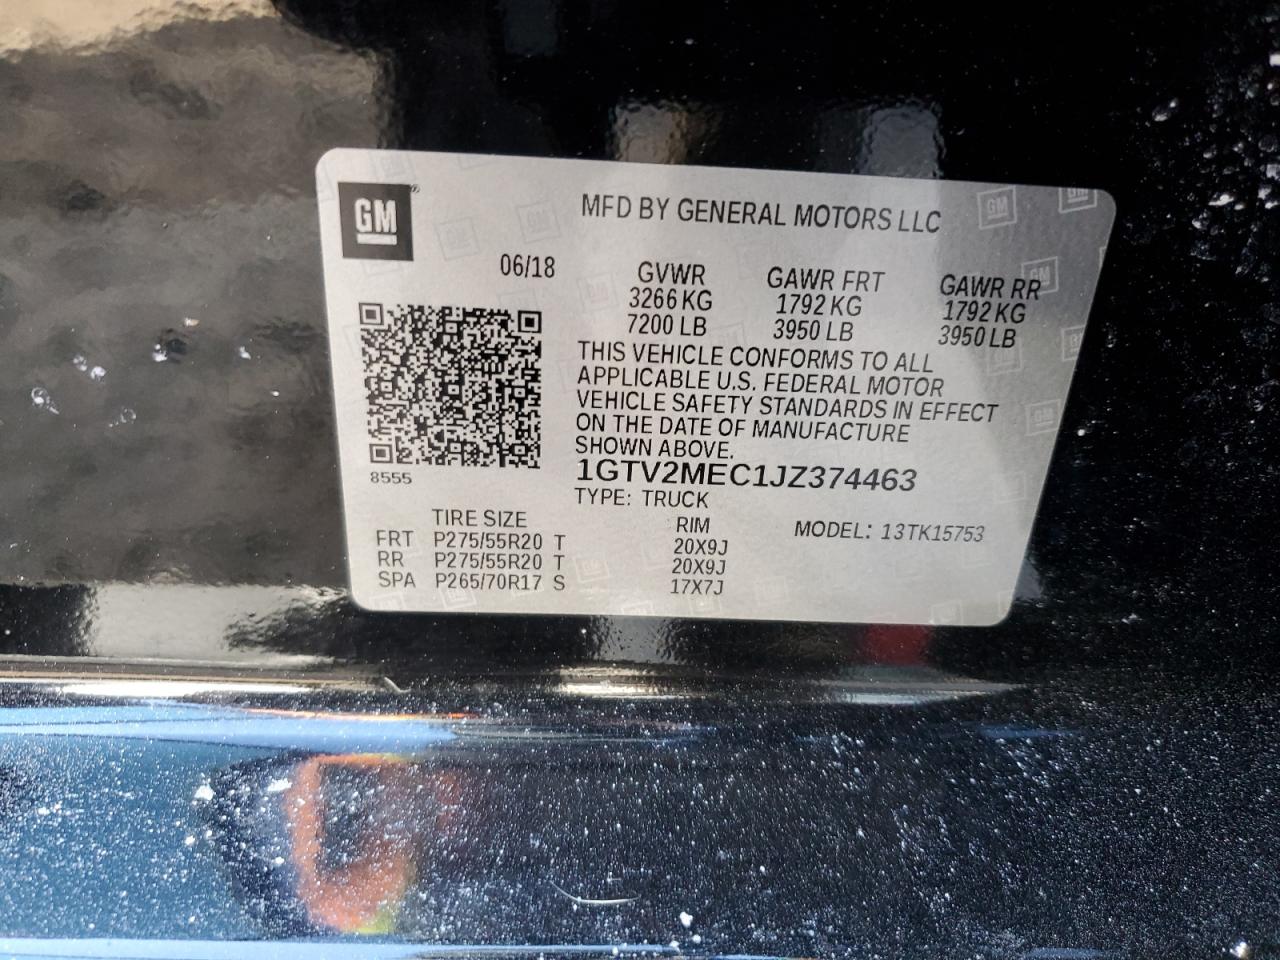 GM
MFD BY GENERAL MOTORS LLC
06/18
GVWR GAWR FRT GAWR RR
3266 KG 1792 KG 1792 KG
7200 LB 3950 LB 3950 LB
THIS VEHICLE CONFORMS TO ALL
APPLICABLE U.S. FEDERAL MOTOR
VEHICLE SAFETY STANDARDS IN EFFECT
ON THE DATE OF MANUFACTURE
SHOWN ABOVE.
8555
1GTV2MEC1JZ374463
TYPE: TRUCK
TIRE SIZE RIM MODEL: 13TK15753
FRT P275/55R20 T 20X9J
RR P275/55R20 T 20X9J
SPA P265/70R17 S 17X7J